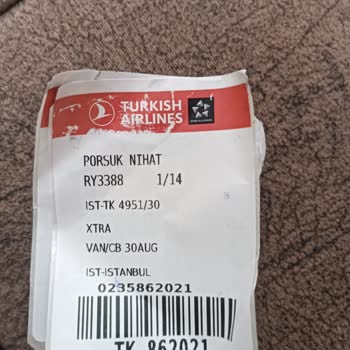 TURKISH
AIRLINES
PORSUK NIHAT
RY3388 1/14
IST-TK 4951/30
XTRA
VAN/CB 30AUG
IST-ISTANBUL
0235862021
TK 862021